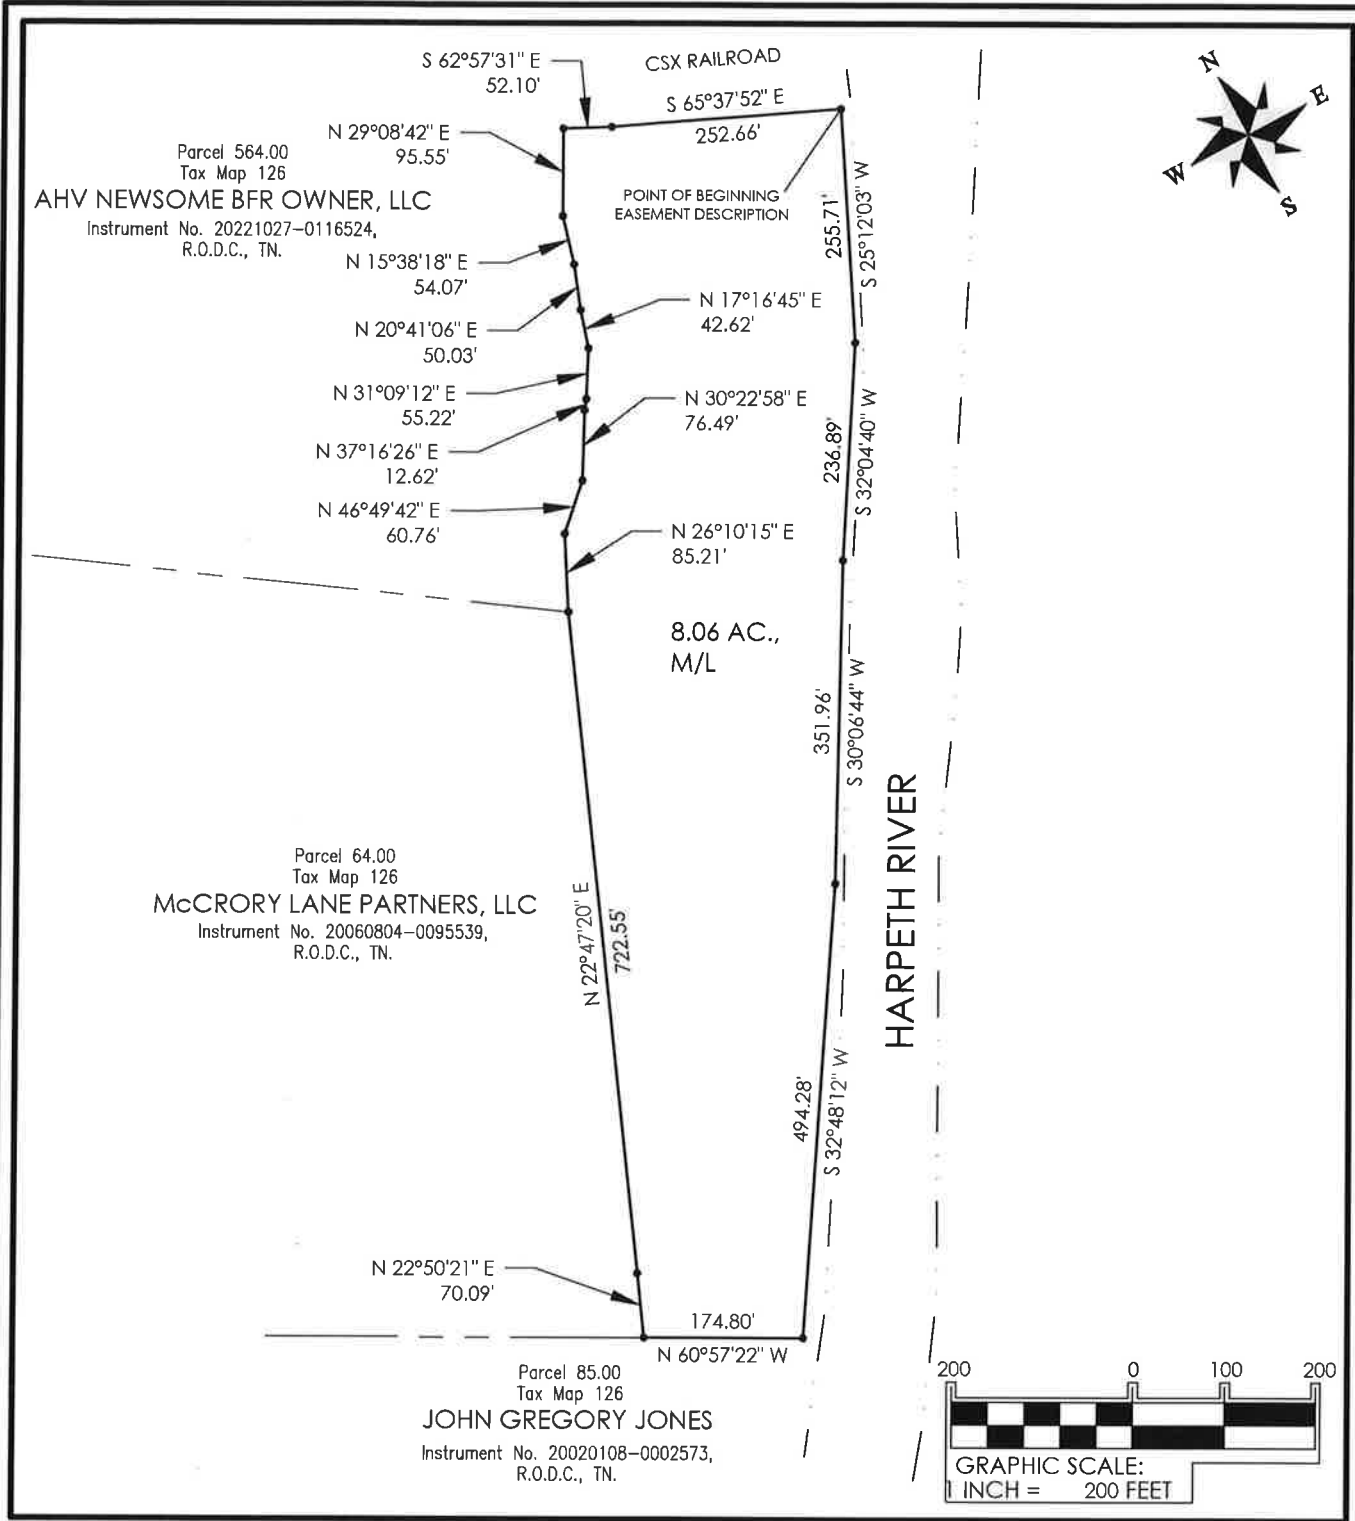 S 62°57'31" E
52.10'
CSX RAILROAD
S 65°37'52" E
252.66'
N
E
W
S
N 29°08'42" E
95.55'
Parcel 564.00
Tax Map 126
AHV NEWSOME BFR OWNER, LLC
Instrument No. 20221027-0116524,
R.O.D.C., TN.
POINT OF BEGINNING
EASEMENT DESCRIPTION
255.71'
S 25°12'03" W
N 15°38'18" E
54.07'
N 17°16'45" E
42.62'
N 20°41'06" E
50.03'
N 31°09'12" E
55.22'
N 30°22'58" E
76.49'
236.89'
S 32°04'40" W
N 37°16'26" E
12.62'
N 46°49'42" E
60.76'
N 26°10'15" E
85.21'
8.06 AC.,
M/L
351.96'
S 30°06'44" W
HARPETH RIVER
Parcel 64.00
Tax Map 126
McCRORY LANE PARTNERS, LLC
Instrument No. 20060804-0095539,
R.O.D.C., TN.
N 22°47'20" E
722.55'
494.28'
S 32°48'12" W
N 22°50'21" E
70.09'
174.80'
N 60°57'22" W
Parcel 85.00
Tax Map 126
JOHN GREGORY JONES
Instrument No. 20020108-0002573,
R.O.D.C., TN.
200 0 100 200
GRAPHIC SCALE:
1 INCH = 200 FEET